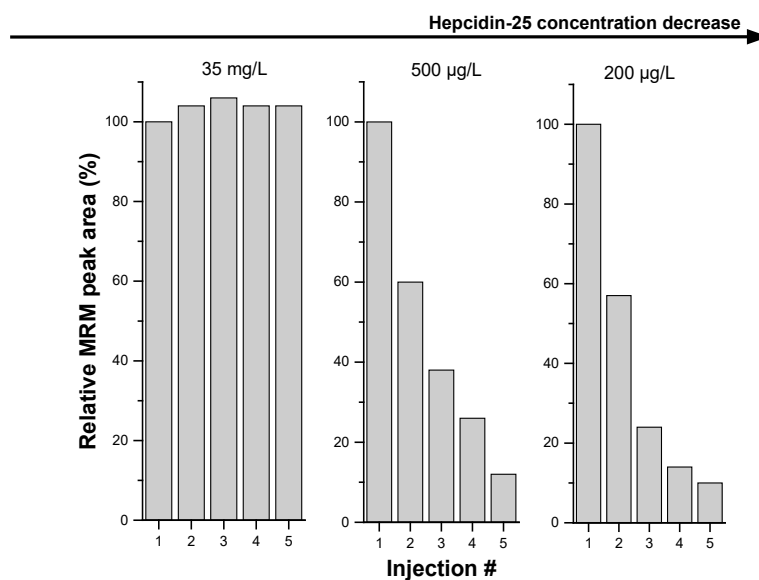 Hepcidin-25 concentration decrease
35 mg/L
500 µg/L
200 µg/L
Relative MRM peak area (%)
100
80
60
40
20
0
1 2 3 4 5
100
80
60
40
20
0
1 2 3 4 5
100
80
60
40
20
0
1 2 3 4 5
Injection #